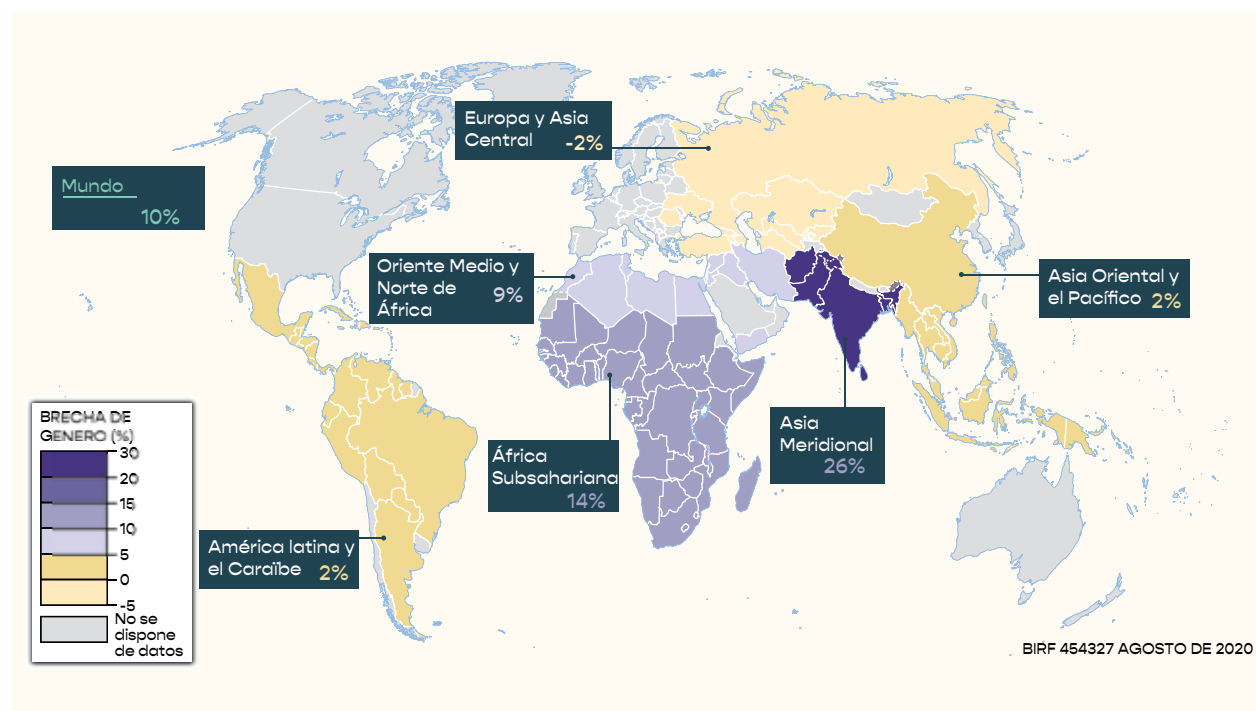 Europa y Asia
Central -2%
Mundo
10%
Oriente Medio y
Norte de 9%
África
Asia Oriental y
el Pacífico 2%
BRECHA DE
GENERO (%)
30
20
15
10
5
0
-5
No se
dispone
de datos
Asia
Meridional
26%
África
Subsahariana
14%
América latina y
el Caraïbe 2%
BIRF 454327 AGOSTO DE 2020